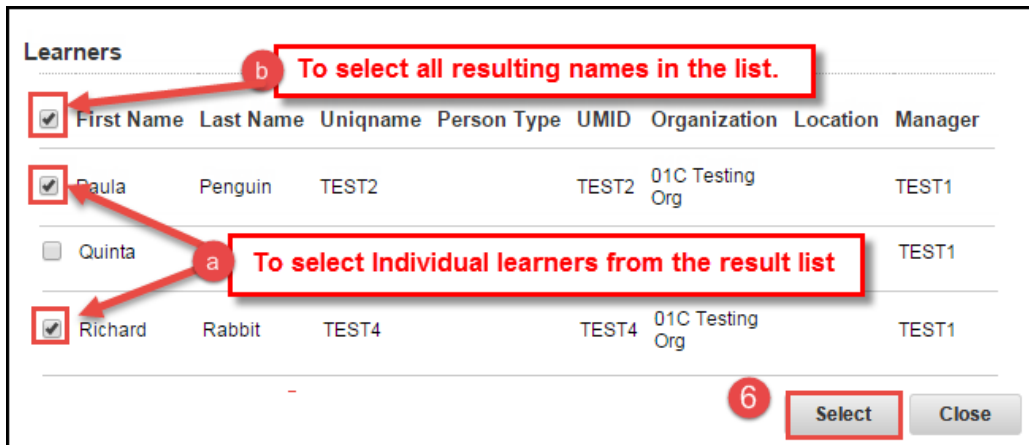 Learners
b To select all resulting names in the list.
First Name Last Name Uniqname Person Type UMID Organization Location Manager
Paula Penguin TEST2 TEST2 01C Testing Org TEST1
Quinta TEST1
a To select Individual learners from the result list
Richard Rabbit TEST4 TEST4 01C Testing Org TEST1
6 Select Close